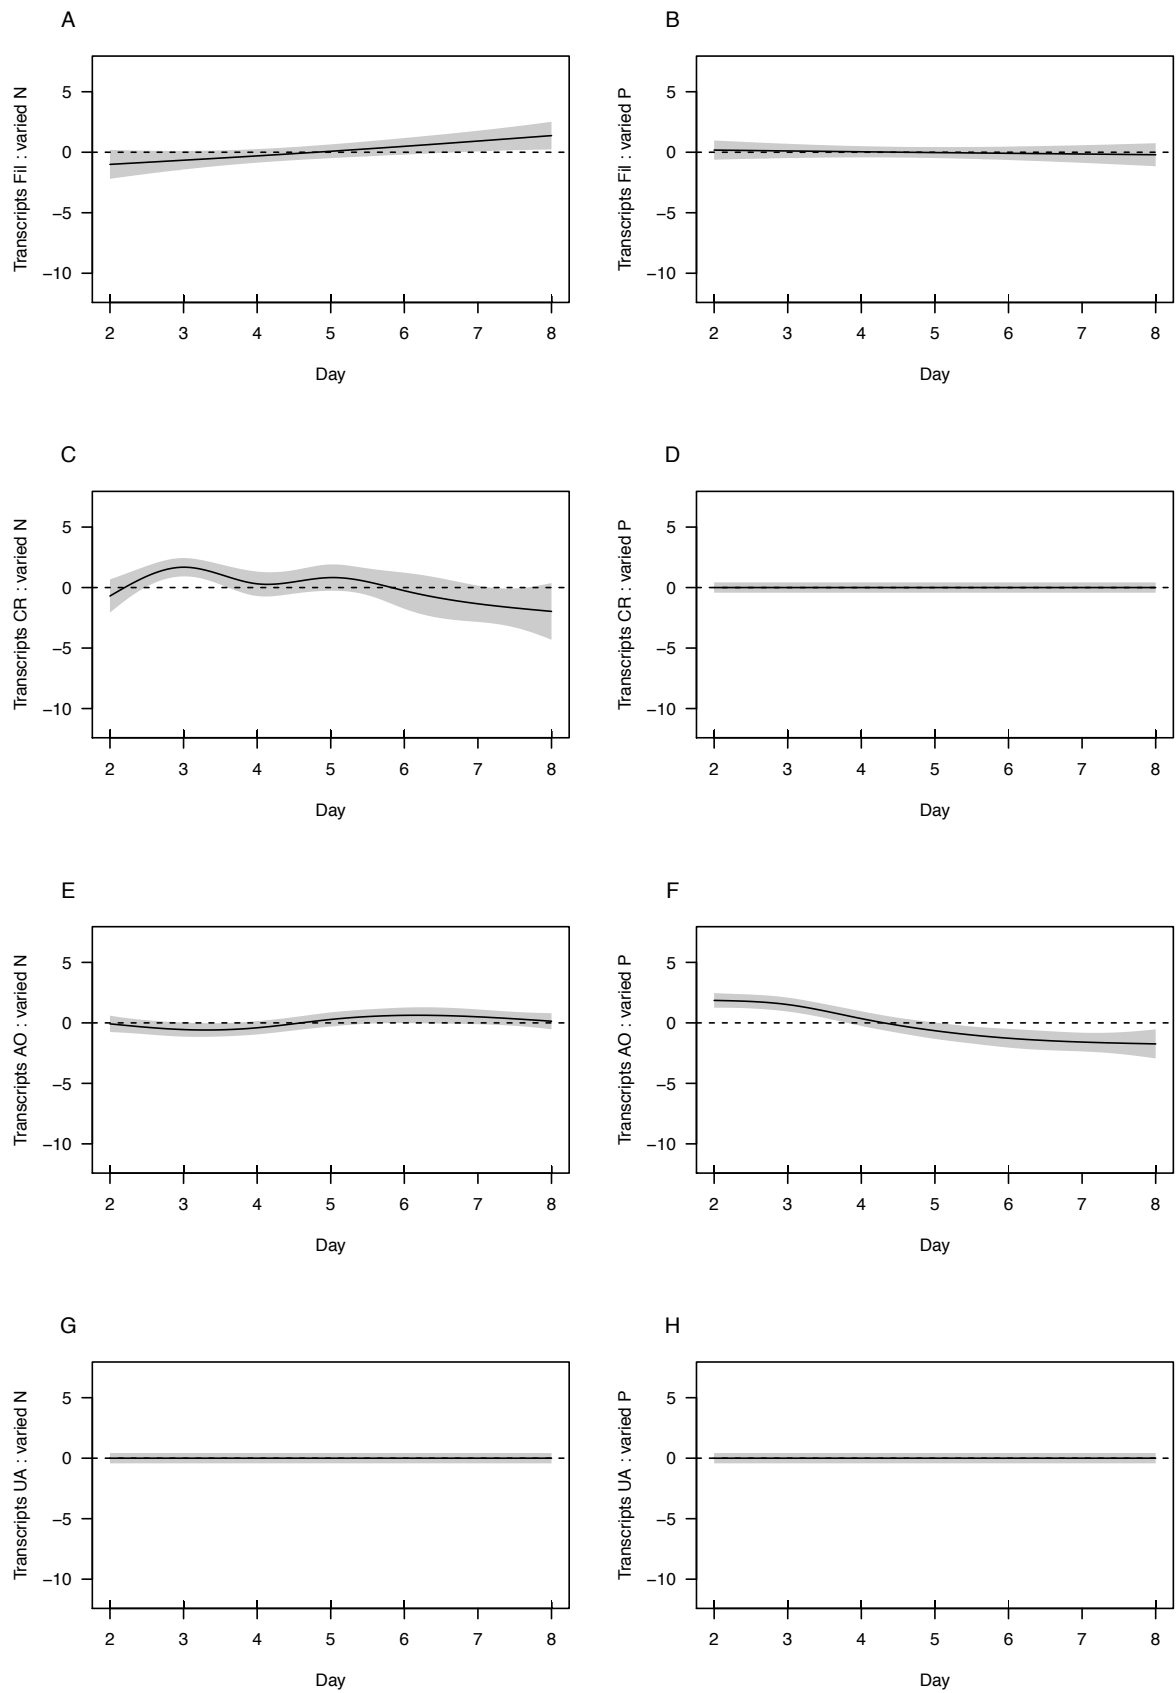 A
Transcripts Fil : varied N
5
0
−5
−10
2 3 4 5 6 7 8
Day
B
Transcripts Fil : varied P
5
0
−5
−10
2 3 4 5 6 7 8
Day
C
Transcripts CR : varied N
5
0
−5
−10
2 3 4 5 6 7 8
Day
D
Transcripts CR : varied P
5
0
−5
−10
2 3 4 5 6 7 8
Day
E
Transcripts AO : varied N
5
0
−5
−10
2 3 4 5 6 7 8
Day
F
Transcripts AO : varied P
5
0
−5
−10
2 3 4 5 6 7 8
Day
G
Transcripts UA : varied N
5
0
−5
−10
2 3 4 5 6 7 8
Day
H
Transcripts UA : varied P
5
0
−5
−10
2 3 4 5 6 7 8
Day